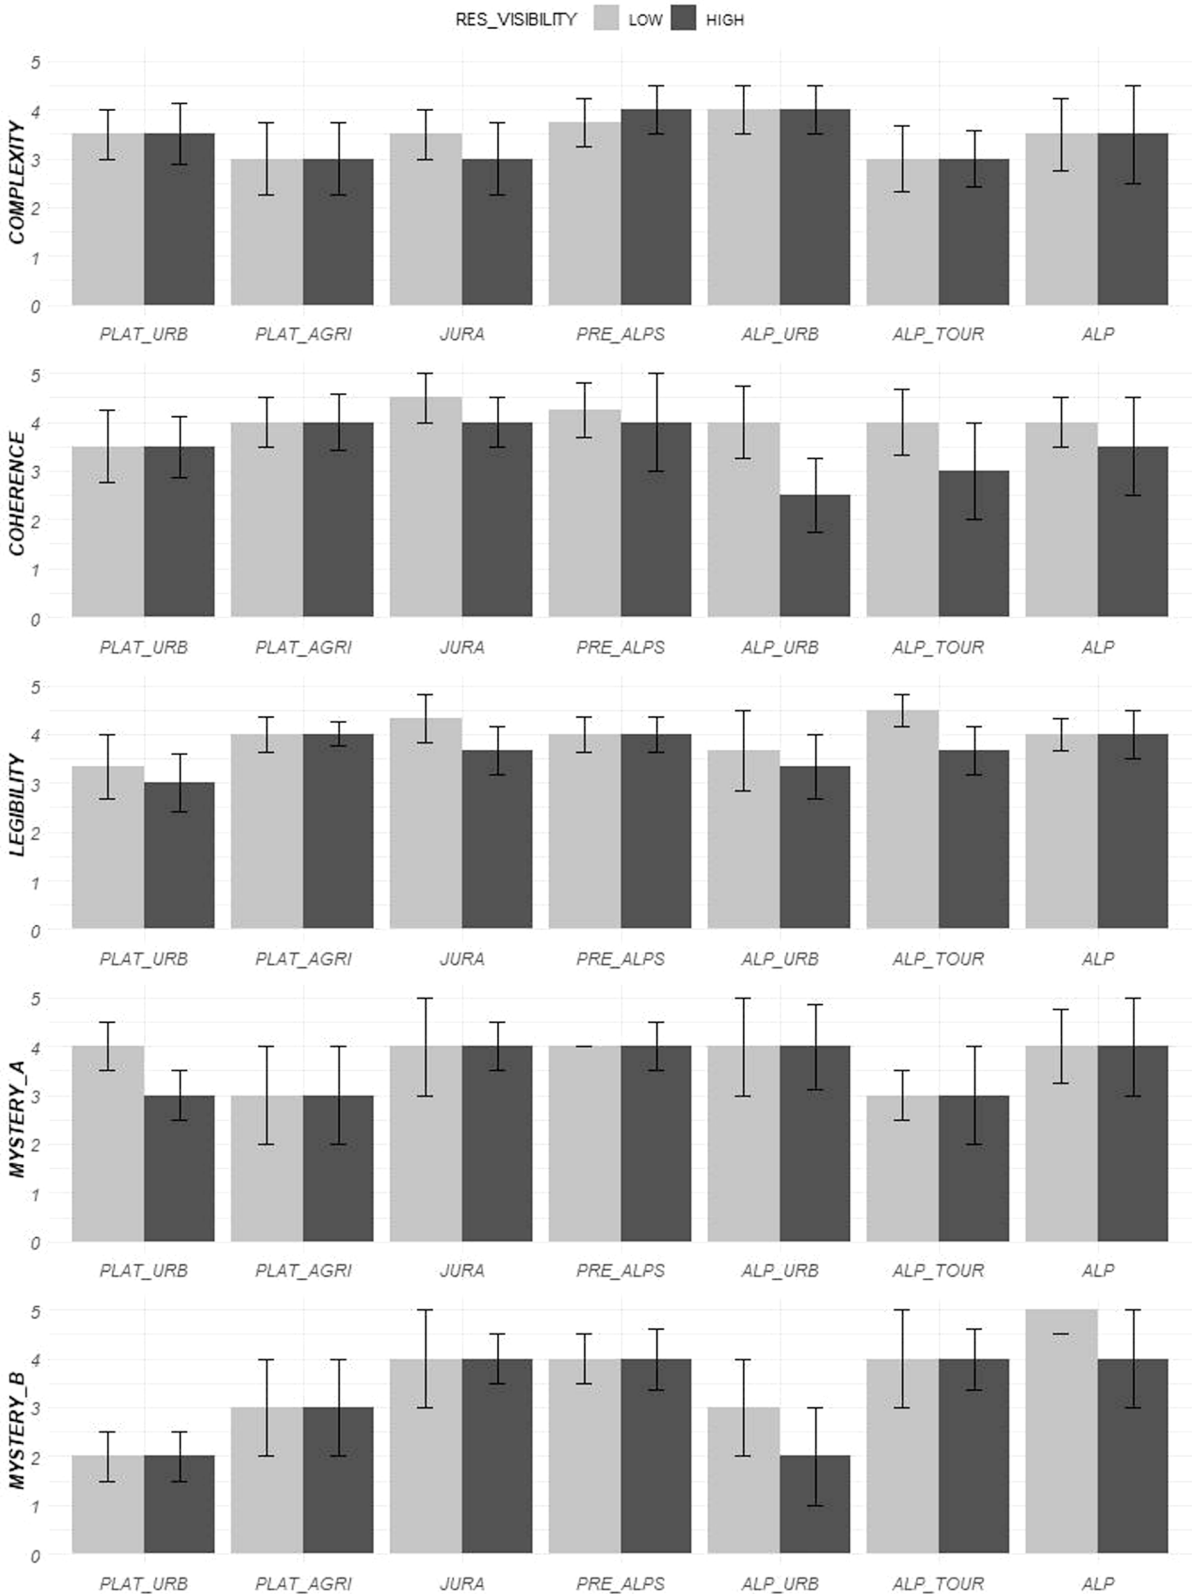 RES_VISIBILITY LOW HIGH
COMPLEXITY
5
4
3
2
1
0
PLAT_URB PLAT_AGRI JURA PRE_ALPS ALP_URB ALP_TOUR ALP
COHERENCE
5
4
3
2
1
0
PLAT_URB PLAT_AGRI JURA PRE_ALPS ALP_URB ALP_TOUR ALP
LEGIBILITY
5
4
3
2
1
0
PLAT_URB PLAT_AGRI JURA PRE_ALPS ALP_URB ALP_TOUR ALP
MYSTERY_A
5
4
3
2
1
0
PLAT_URB PLAT_AGRI JURA PRE_ALPS ALP_URB ALP_TOUR ALP
MYSTERY_B
5
4
3
2
1
0
PLAT_URB PLAT_AGRI JURA PRE_ALPS ALP_URB ALP_TOUR ALP